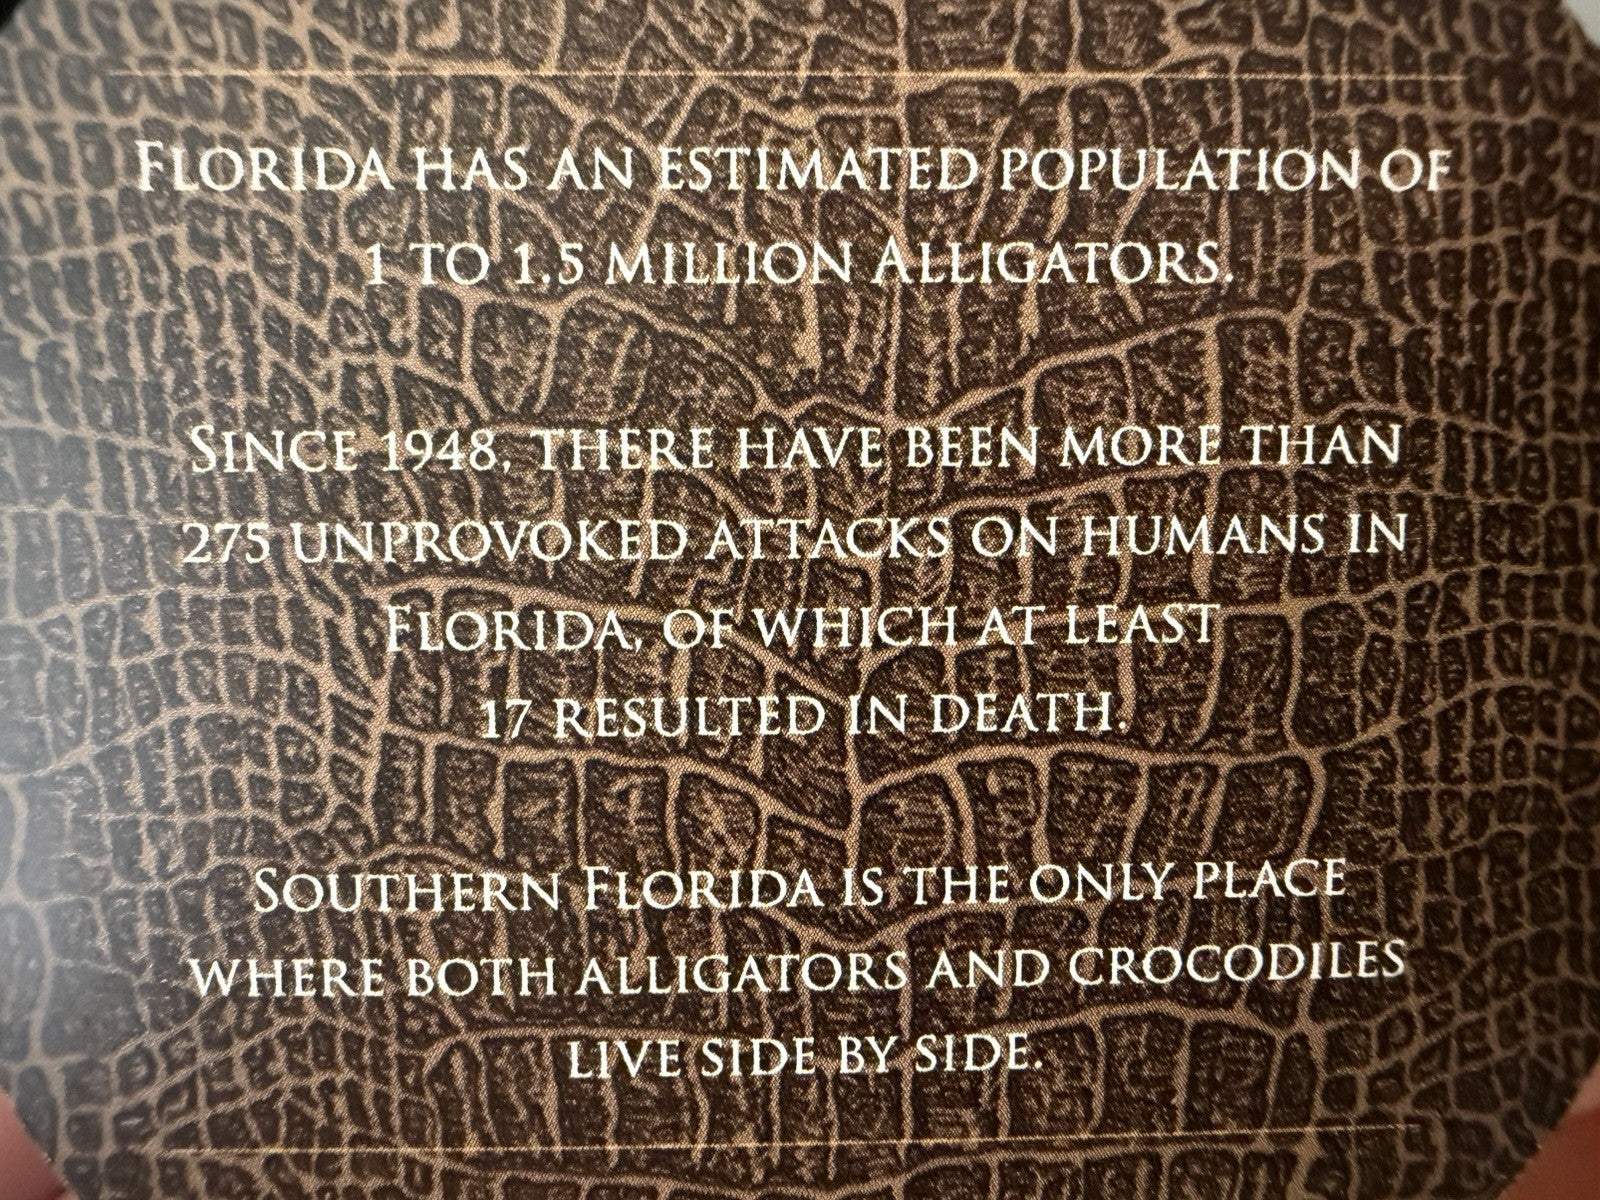 FLORIDA HAS AN ESTIMATED POPULATION OF
1 TO 1.5 MILLION ALLIGATORS.
SINCE 1948, THERE HAVE BEEN MORE THAN
275 UNPROVOKED ATTACKS ON HUMANS IN
FLORIDA, OF WHICH AT LEAST
17 RESULTED IN DEATH.
SOUTHERN FLORIDA IS THE ONLY PLACE
WHERE BOTH ALLIGATORS AND CROCODILES
LIVE SIDE BY SIDE.